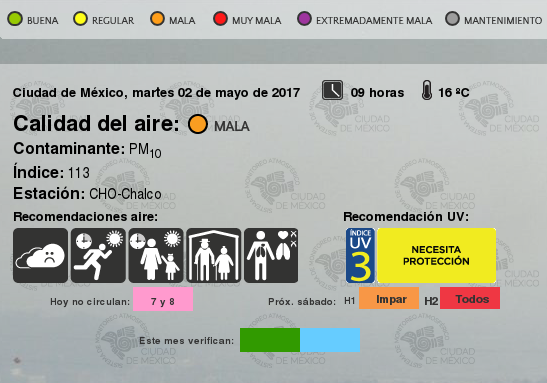 BUENA REGULAR MALA MUY MALA EXTREMADAMENTE MALA MANTENIMIENTO
Ciudad de México, martes 02 de mayo de 2017 09 horas 16 ºC
Calidad del aire: MALA
Contaminante: PM10
Índice: 113
Estación: CHO-Chalco
Recomendaciones aire: Recomendación UV:
ÍNDICE
UV
3
NECESITA
PROTECCIÓN
Hoy no circulan: 7 y 8 Próx. sábado: H1 Impar H2 Todos
Este mes verifican:
CIUDAD
DE MÉXICO